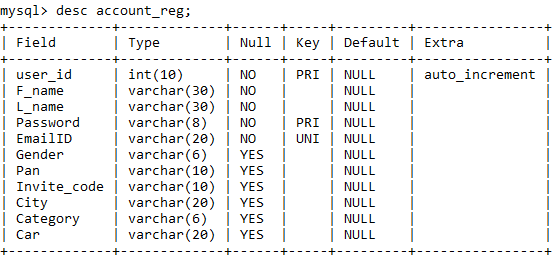 mysql> desc account_reg;
+-------------+-------------+------+-----+---------+----------------+
| Field       | Type        | Null | Key | Default | Extra          |
+-------------+-------------+------+-----+---------+----------------+
| user_id     | int(10)     | NO   | PRI | NULL    | auto_increment |
| F_name      | varchar(30) | NO   |     | NULL    |                |
| L_name      | varchar(30) | NO   |     | NULL    |                |
| Password    | varchar(8)  | NO   | PRI | NULL    |                |
| EmailID     | varchar(20) | NO   | UNI | NULL    |                |
| Gender      | varchar(6)  | YES  |     | NULL    |                |
| Pan         | varchar(10) | YES  |     | NULL    |                |
| Invite_code | varchar(10) | YES  |     | NULL    |                |
| City        | varchar(20) | YES  |     | NULL    |                |
| Category    | varchar(6)  | YES  |     | NULL    |                |
| Car         | varchar(20) | YES  |     | NULL    |                |
+-------------+-------------+------+-----+---------+----------------+